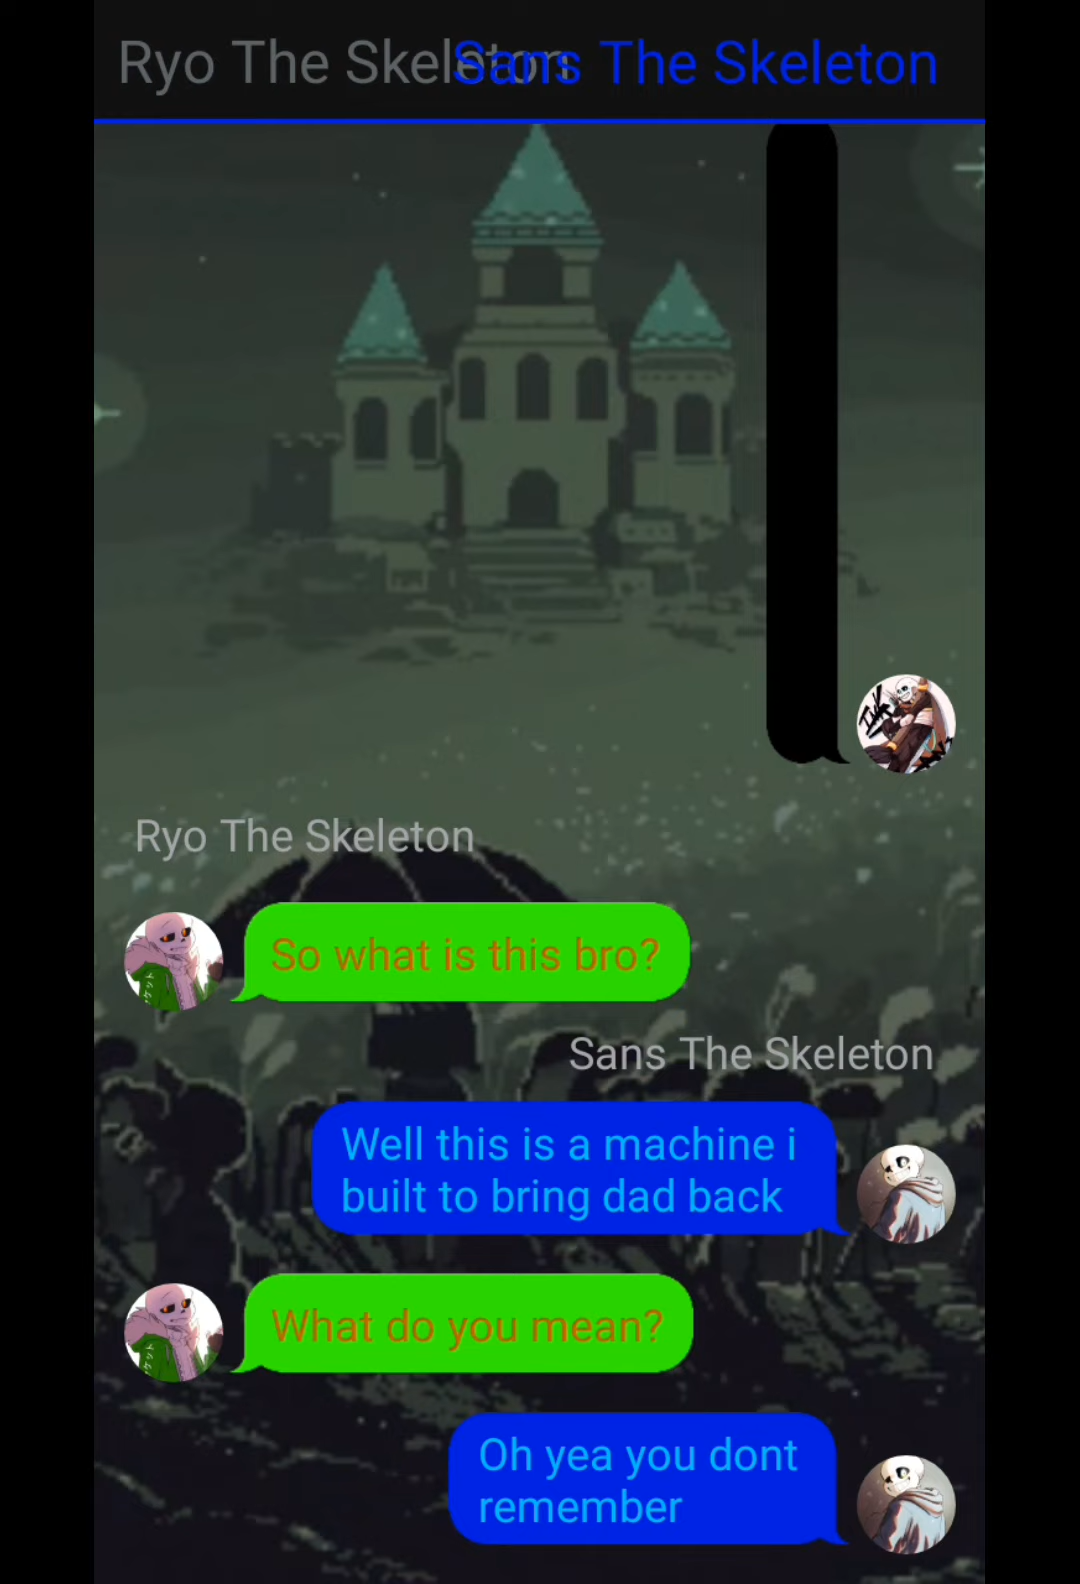 Ryo The Skeleton
Sans The Skeleton
INK
Ryo The Skeleton
So what is this bro?
Sans The Skeleton
Well this is a machine i
built to bring dad back
What do you mean?
Oh yea you dont
remember